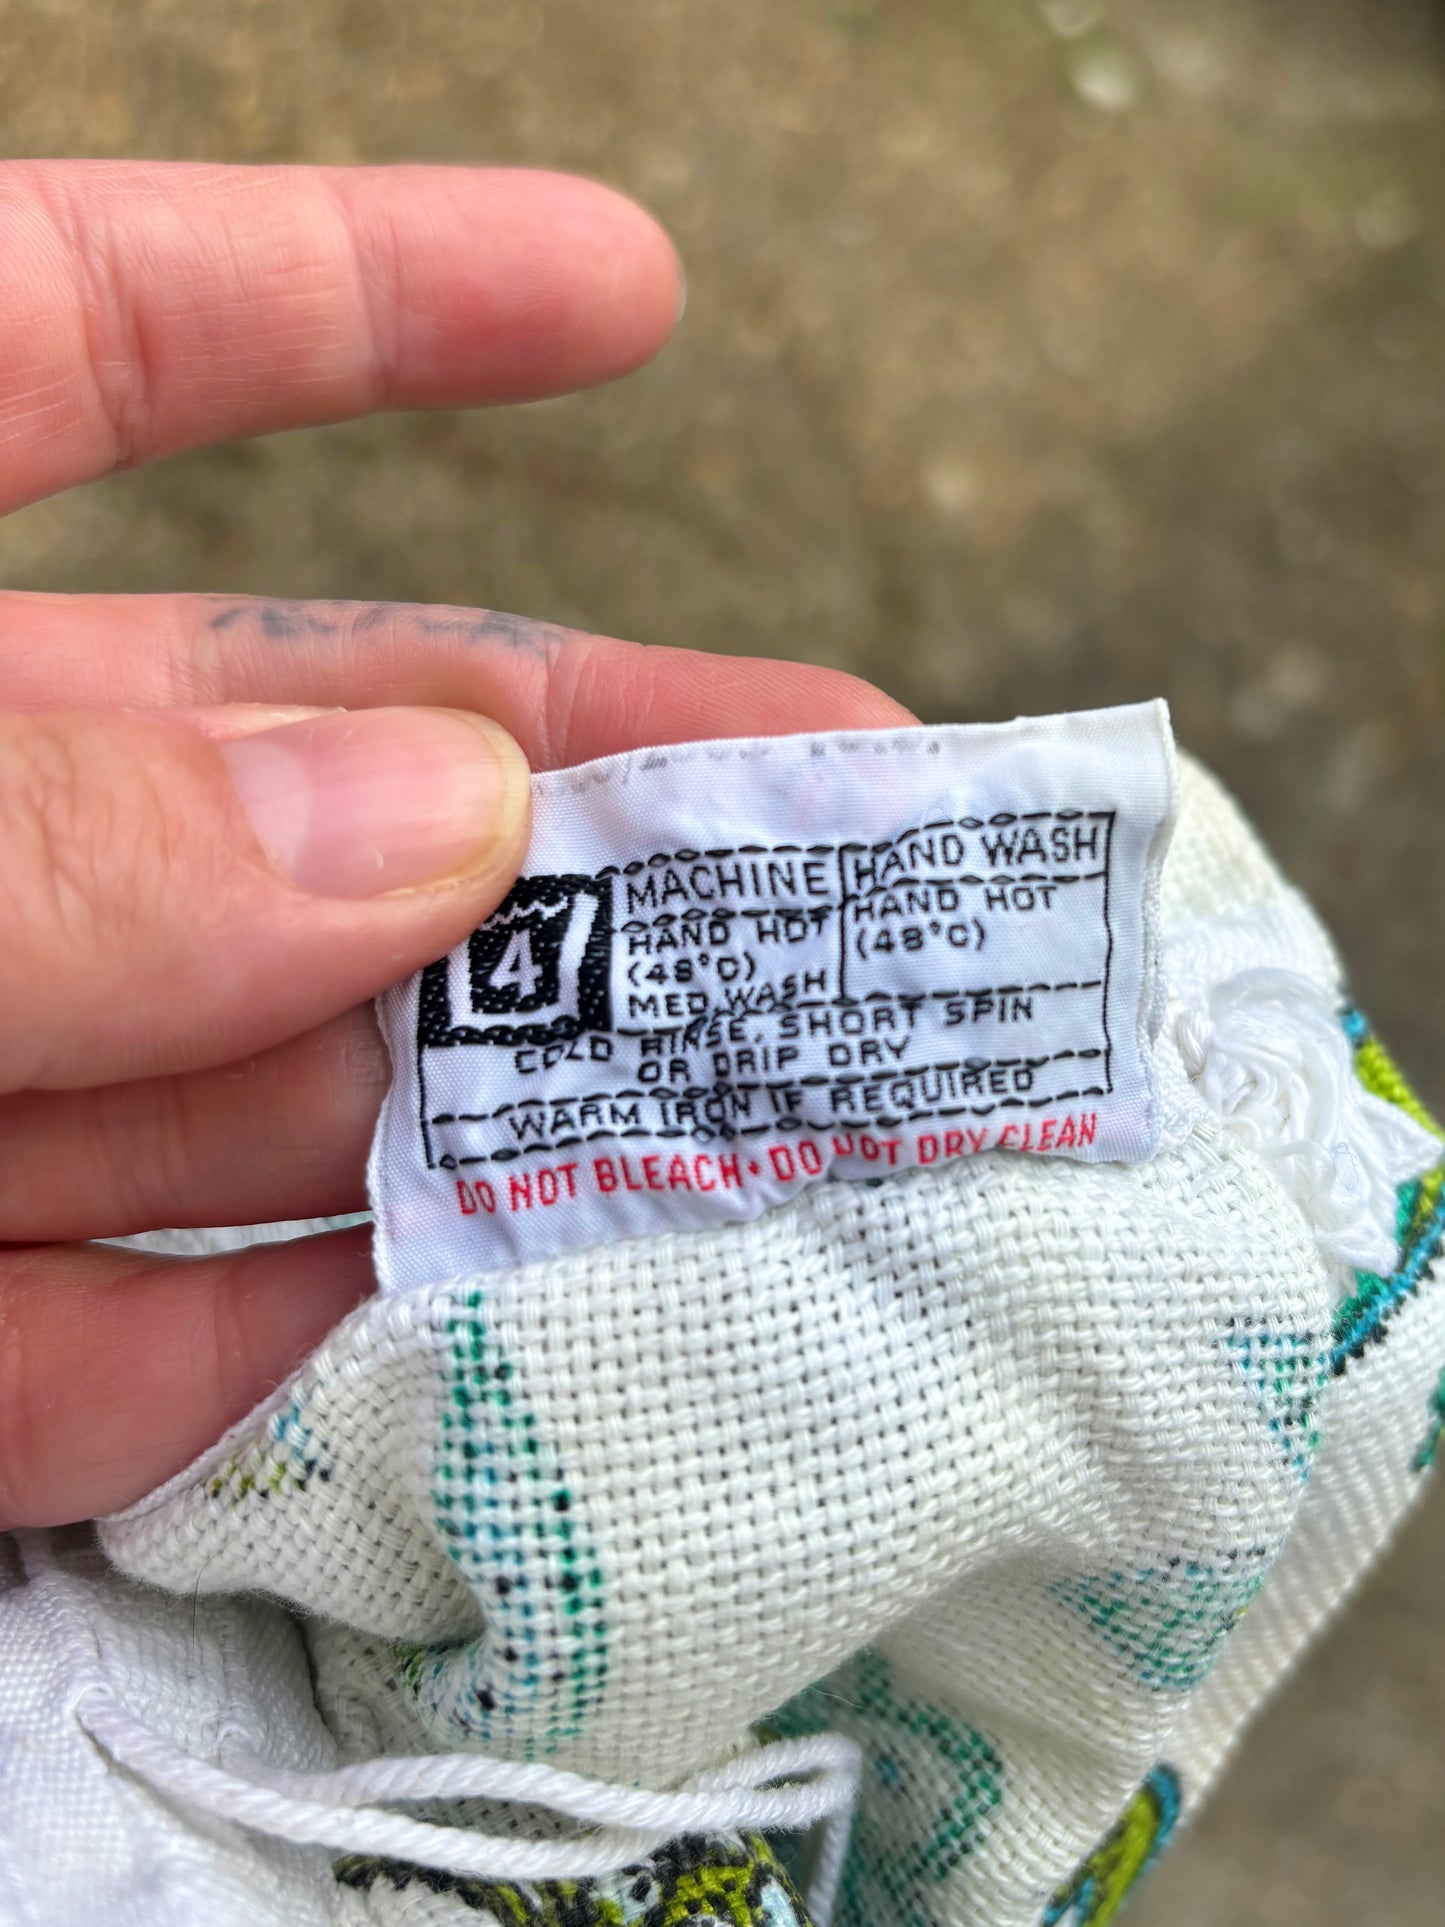 4
MACHINE
HAND HOT
(48°C)
MED. WASH
HAND WASH
HAND HOT
(48°C)
COLD RINSE, SHORT SPIN
OR DRIP DRY
WARM IRON IF REQUIRED
DO NOT BLEACH • DO NOT DRY CLEAN